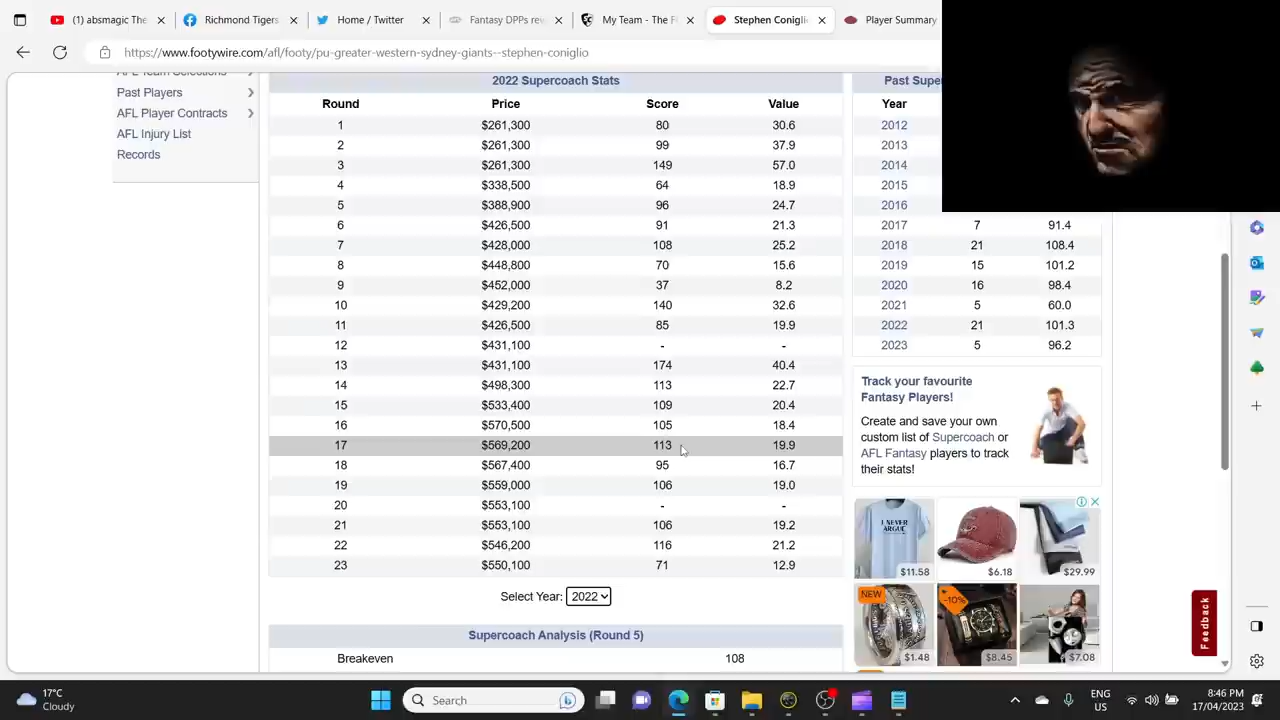 (1) absmagic The
Richmond Tigers
Home / Twitter
Fantasy DPPs rev
My Team - The F
Stephen Coniglio
Player Summary
https://www.footywire.com/afl/footy/pu-greater-western-sydney-giants--stephen-coniglio
AFL Team Selections
Past Players
AFL Player Contracts
AFL Injury List
Records
2022 Supercoach Stats
Round Price Score Value
1 $261,300 80 30.6
2 $261,300 99 37.9
3 $261,300 149 57.0
4 $338,500 64 18.9
5 $388,900 96 24.7
6 $426,500 91 21.3
7 $428,000 108 25.2
8 $448,800 70 15.6
9 $452,000 37 8.2
10 $429,200 140 32.6
11 $426,500 85 19.9
12 $431,100 - -
13 $431,100 174 40.4
14 $498,300 113 22.7
15 $533,400 109 20.4
16 $570,500 105 18.4
17 $569,200 113 19.9
18 $567,400 95 16.7
19 $559,000 106 19.0
20 $553,100 - -
21 $553,100 106 19.2
22 $546,200 116 21.2
23 $550,100 71 12.9
Select Year: 2022
Supercoach Analysis (Round 5)
Breakeven 108
Past Supe
Year
2012
2013
2014
2015
2016
2017 7 91.4
2018 21 108.4
2019 15 101.2
2020 16 98.4
2021 5 60.0
2022 21 101.3
2023 5 96.2
Track your favourite
Fantasy Players!
Create and save your own
custom list of Supercoach or
AFL Fantasy players to track
their stats!
I NEVER
ARGUE
$11.58
$6.18
$29.99
NEW
$1.48
-10%
$8.45
$7.08
Feedback
17°C
Cloudy
Search
ENG
US
8:46 PM
17/04/2023